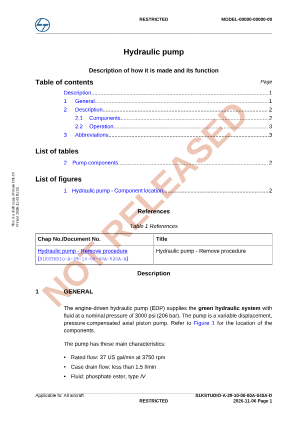 RESTRICTED
MODEL-00000-00000-00
Hydraulic pump
Description of how it is made and its function
Table of contents
Page
Description 1
1 General 1
2 Description 2
2.1 Components 2
2.2 Operation 3
3 Abbreviations 3
List of tables
2 Pump components 2
List of figures
1 Hydraulic pump - Component location 2
References
Table 1 References
Chap No./Document No. Title
Hydraulic pump - Remove procedure Hydraulic pump - Remove procedure
Description
1 GENERAL
The engine-driven hydraulic pump (EDP) supplies the green hydraulic system with
fluid at a nominal pressure of 3000 psi (206 bar). The pump is a variable displacement,
pressure-compensated axial piston pump. Refer to Figure 1 for the location of the
components.
The pump has these main characteristics:
• Rated flow: 37 US gal/min at 3750 rpm
• Case drain flow: less than 1.5 l/min
• Fluid: phosphate ester, type IV
NOT RELEASED
Applicable to: All aircraft
S1KSTUDIO-A-29-10-00-00A-040A-D
RESTRICTED
2026-11-06 Page 1